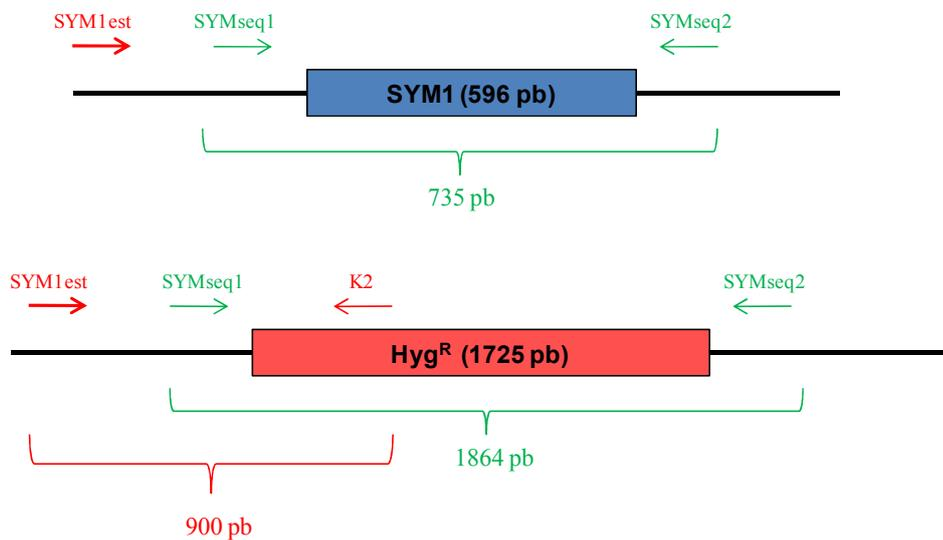 SYM1est SYMseq1 SYMseq2
SYM1 (596 pb)
735 pb
SYM1est SYMseq1 K2 SYMseq2
Hygᴿ (1725 pb)
1864 pb
900 pb